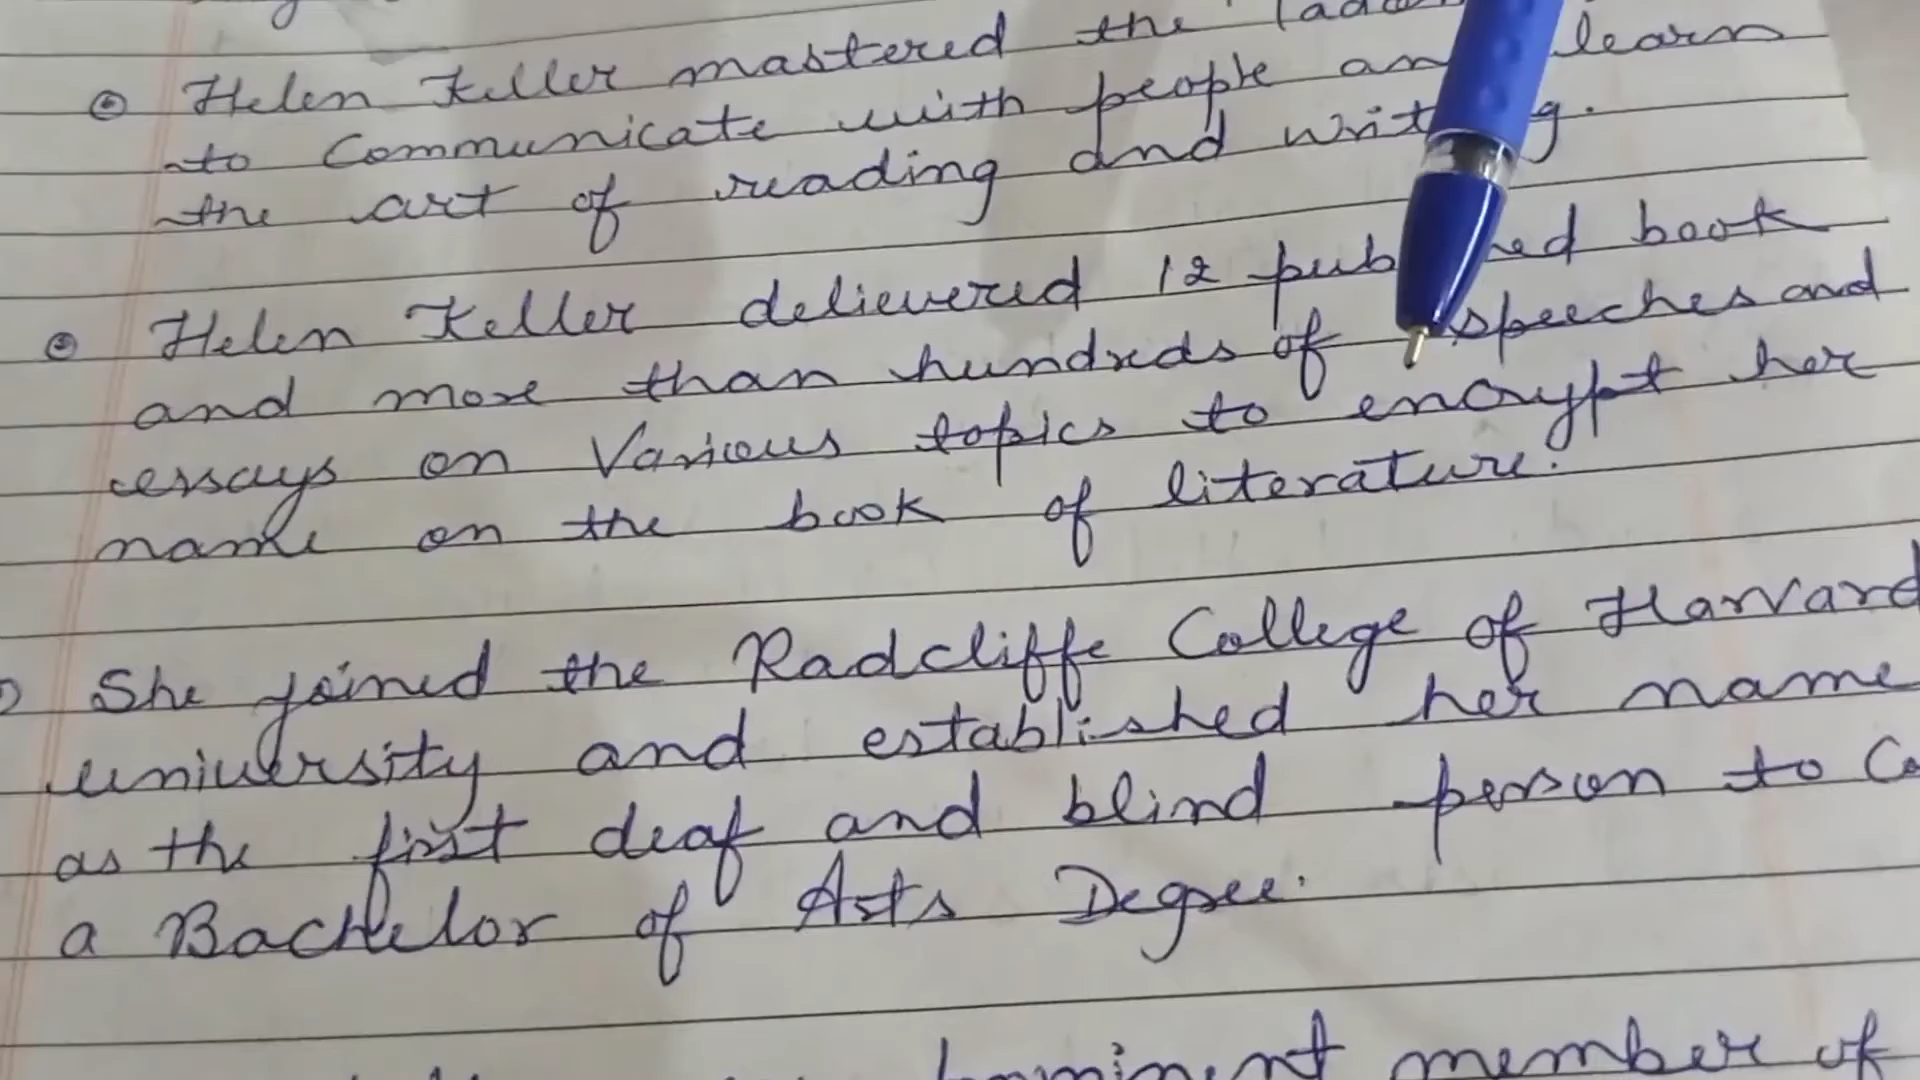 Helen Keller mastered the
to Communicate with people an learn
the art of reading and writ g.
Helen Keller delievered 12 pub hed book
and more than hundreds of speeches and
essays on Various topics to encrypt her
name on the book of literature.
She joined the Radcliffe College of Harvard
university and established her name
as the first deaf and blind person to Co
a Bachelor of Arts Degree.
member of